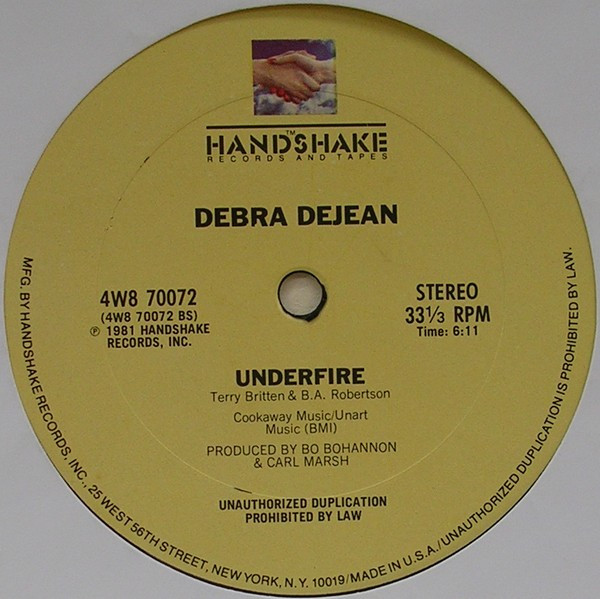 HANDSHAKE™
RECORDS AND TAPES
DEBRA DEJEAN
4W8 70072
(4W8 70072 BS)
℗ 1981 HANDSHAKE
RECORDS, INC.
STEREO
33⅓ RPM
Time: 6:11
UNDERFIRE
Terry Britten & B.A. Robertson
Cookaway Music/Unart
Music (BMI)
PRODUCED BY BO BOHANNON
& CARL MARSH
UNAUTHORIZED DUPLICATION
PROHIBITED BY LAW
MFG. BY HANDSHAKE RECORDS, INC., 25 WEST 56TH STREET, NEW YORK, N.Y. 10019/MADE IN U.S.A./UNAUTHORIZED DUPLICATION IS PROHIBITED BY LAW.